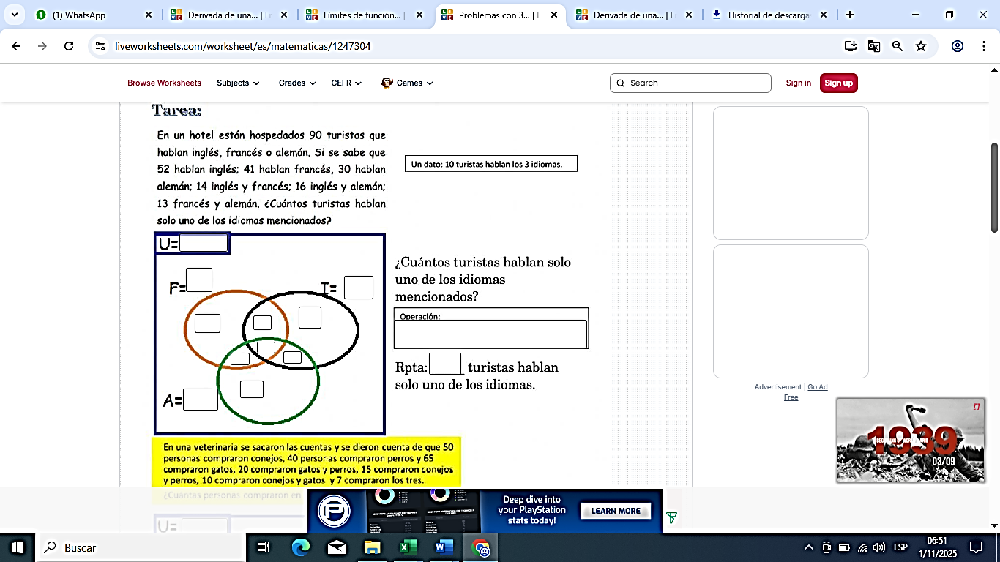 (1) WhatsApp
Derivada de una... | F
Límites de función... |
Problemas con 3... | F
Derivada de una... | F
Historial de descarga
liveworksheets.com/worksheet/es/matematicas/1247304
Browse Worksheets Subjects Grades CEFR Games Search Sign in Sign up
Tarea:
En un hotel están hospedados 90 turistas que
hablan inglés, francés o alemán. Si se sabe que
52 hablan inglés; 41 hablan francés, 30 hablan
alemán; 14 inglés y francés; 16 inglés y alemán;
13 francés y alemán. ¿Cuántos turistas hablan
solo uno de los idiomas mencionados?
Un dato: 10 turistas hablan los 3 idiomas.
U=
F=
I=
A=
¿Cuántos turistas hablan solo
uno de los idiomas
mencionados?
Operación:
Rpta: turistas hablan
solo uno de los idiomas.
En una veterinaria se sacaron las cuentas y se dieron cuenta de que 50
personas compraron conejos, 40 personas compraron perros y 65
compraron gatos, 20 compraron gatos y perros, 15 compraron conejos
y perros, 10 compraron conejos y gatos y 7 compraron los tres.
¿Cuántas personas compraron en
U=
Advertisement | Go Ad
Free
1939
BEGINNING OF WORLD WAR II
03/09
Deep dive into
your PlayStation
stats today!
LEARN MORE
Buscar
ESP
06:51
1/11/2025